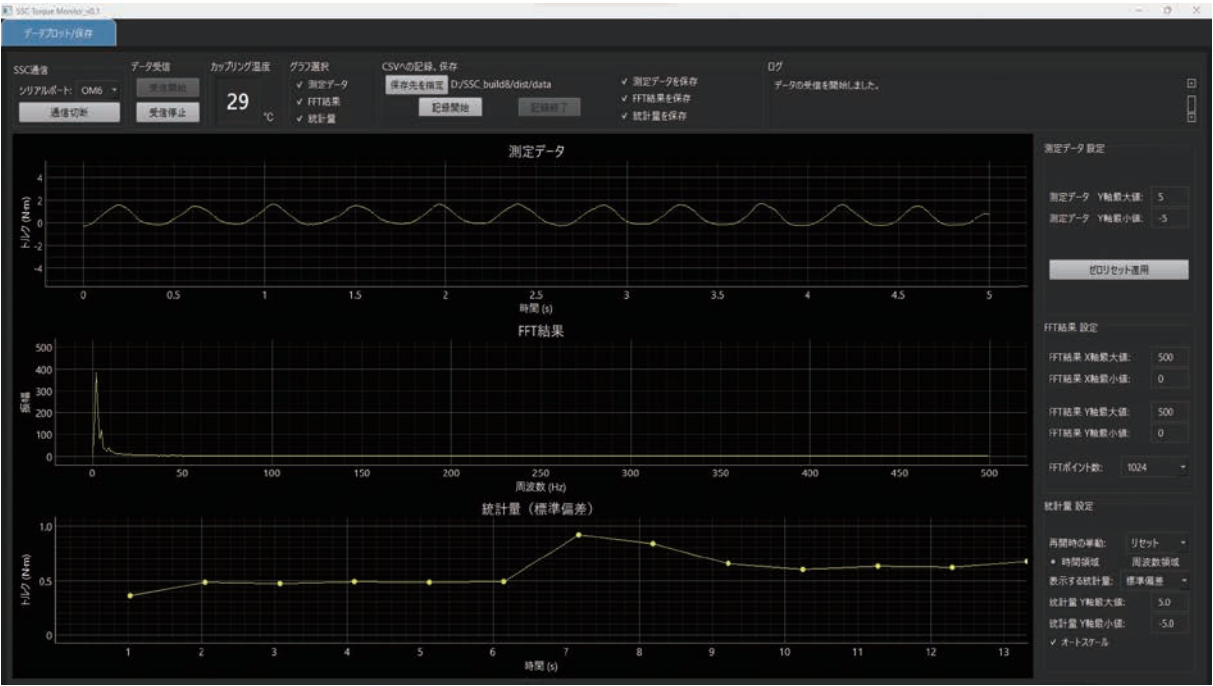 SSC Torque Monitor_v0.1
データプロット/保存
SSC通信
シリアルポート: OM6
通信切断
データ受信
受信開始
受信停止
カップリング温度
29
℃
グラフ選択
✓ 測定データ
✓ FFT結果
✓ 統計量
CSVへの記録、保存
保存先を指定 D:/SSC_build8/dist/data
記録開始 記録終了
✓ 測定データを保存
✓ FFT結果を保存
✓ 統計量を保存
ログ
データの受信を開始しました。
測定データ
トルク (N·m)
4
2
0
-2
-4
0 0.5 1 1.5 2 2.5 3 3.5 4 4.5 5
時間 (s)
FFT結果
振幅
500
400
300
200
100
0
0 50 100 150 200 250 300 350 400 450 500
周波数 (Hz)
統計量（標準偏差）
トルク (N·m)
1.0
0.5
0
1 2 3 4 5 6 7 8 9 10 11 12 13
時間 (s)
測定データ 設定
測定データ Y軸最大値: 5
測定データ Y軸最小値: -5
ゼロリセット適用
FFT結果 設定
FFT結果 X軸最大値: 500
FFT結果 X軸最小値: 0
FFT結果 Y軸最大値: 500
FFT結果 Y軸最小値: 0
FFTポイント数: 1024
統計量 設定
再開時の挙動: リセット
• 時間領域 周波数領域
表示する統計量: 標準偏差
統計量 Y軸最大値: 5.0
統計量 Y軸最小値: -5.0
✓ オートスケール